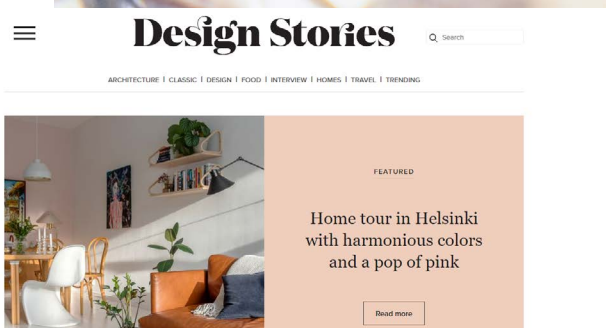 Design Stories
Search
ARCHITECTURE | CLASSIC | DESIGN | FOOD | INTERVIEW | HOMES | TRAVEL | TRENDING
FEATURED
Home tour in Helsinki
with harmonious colors
and a pop of pink
Read more